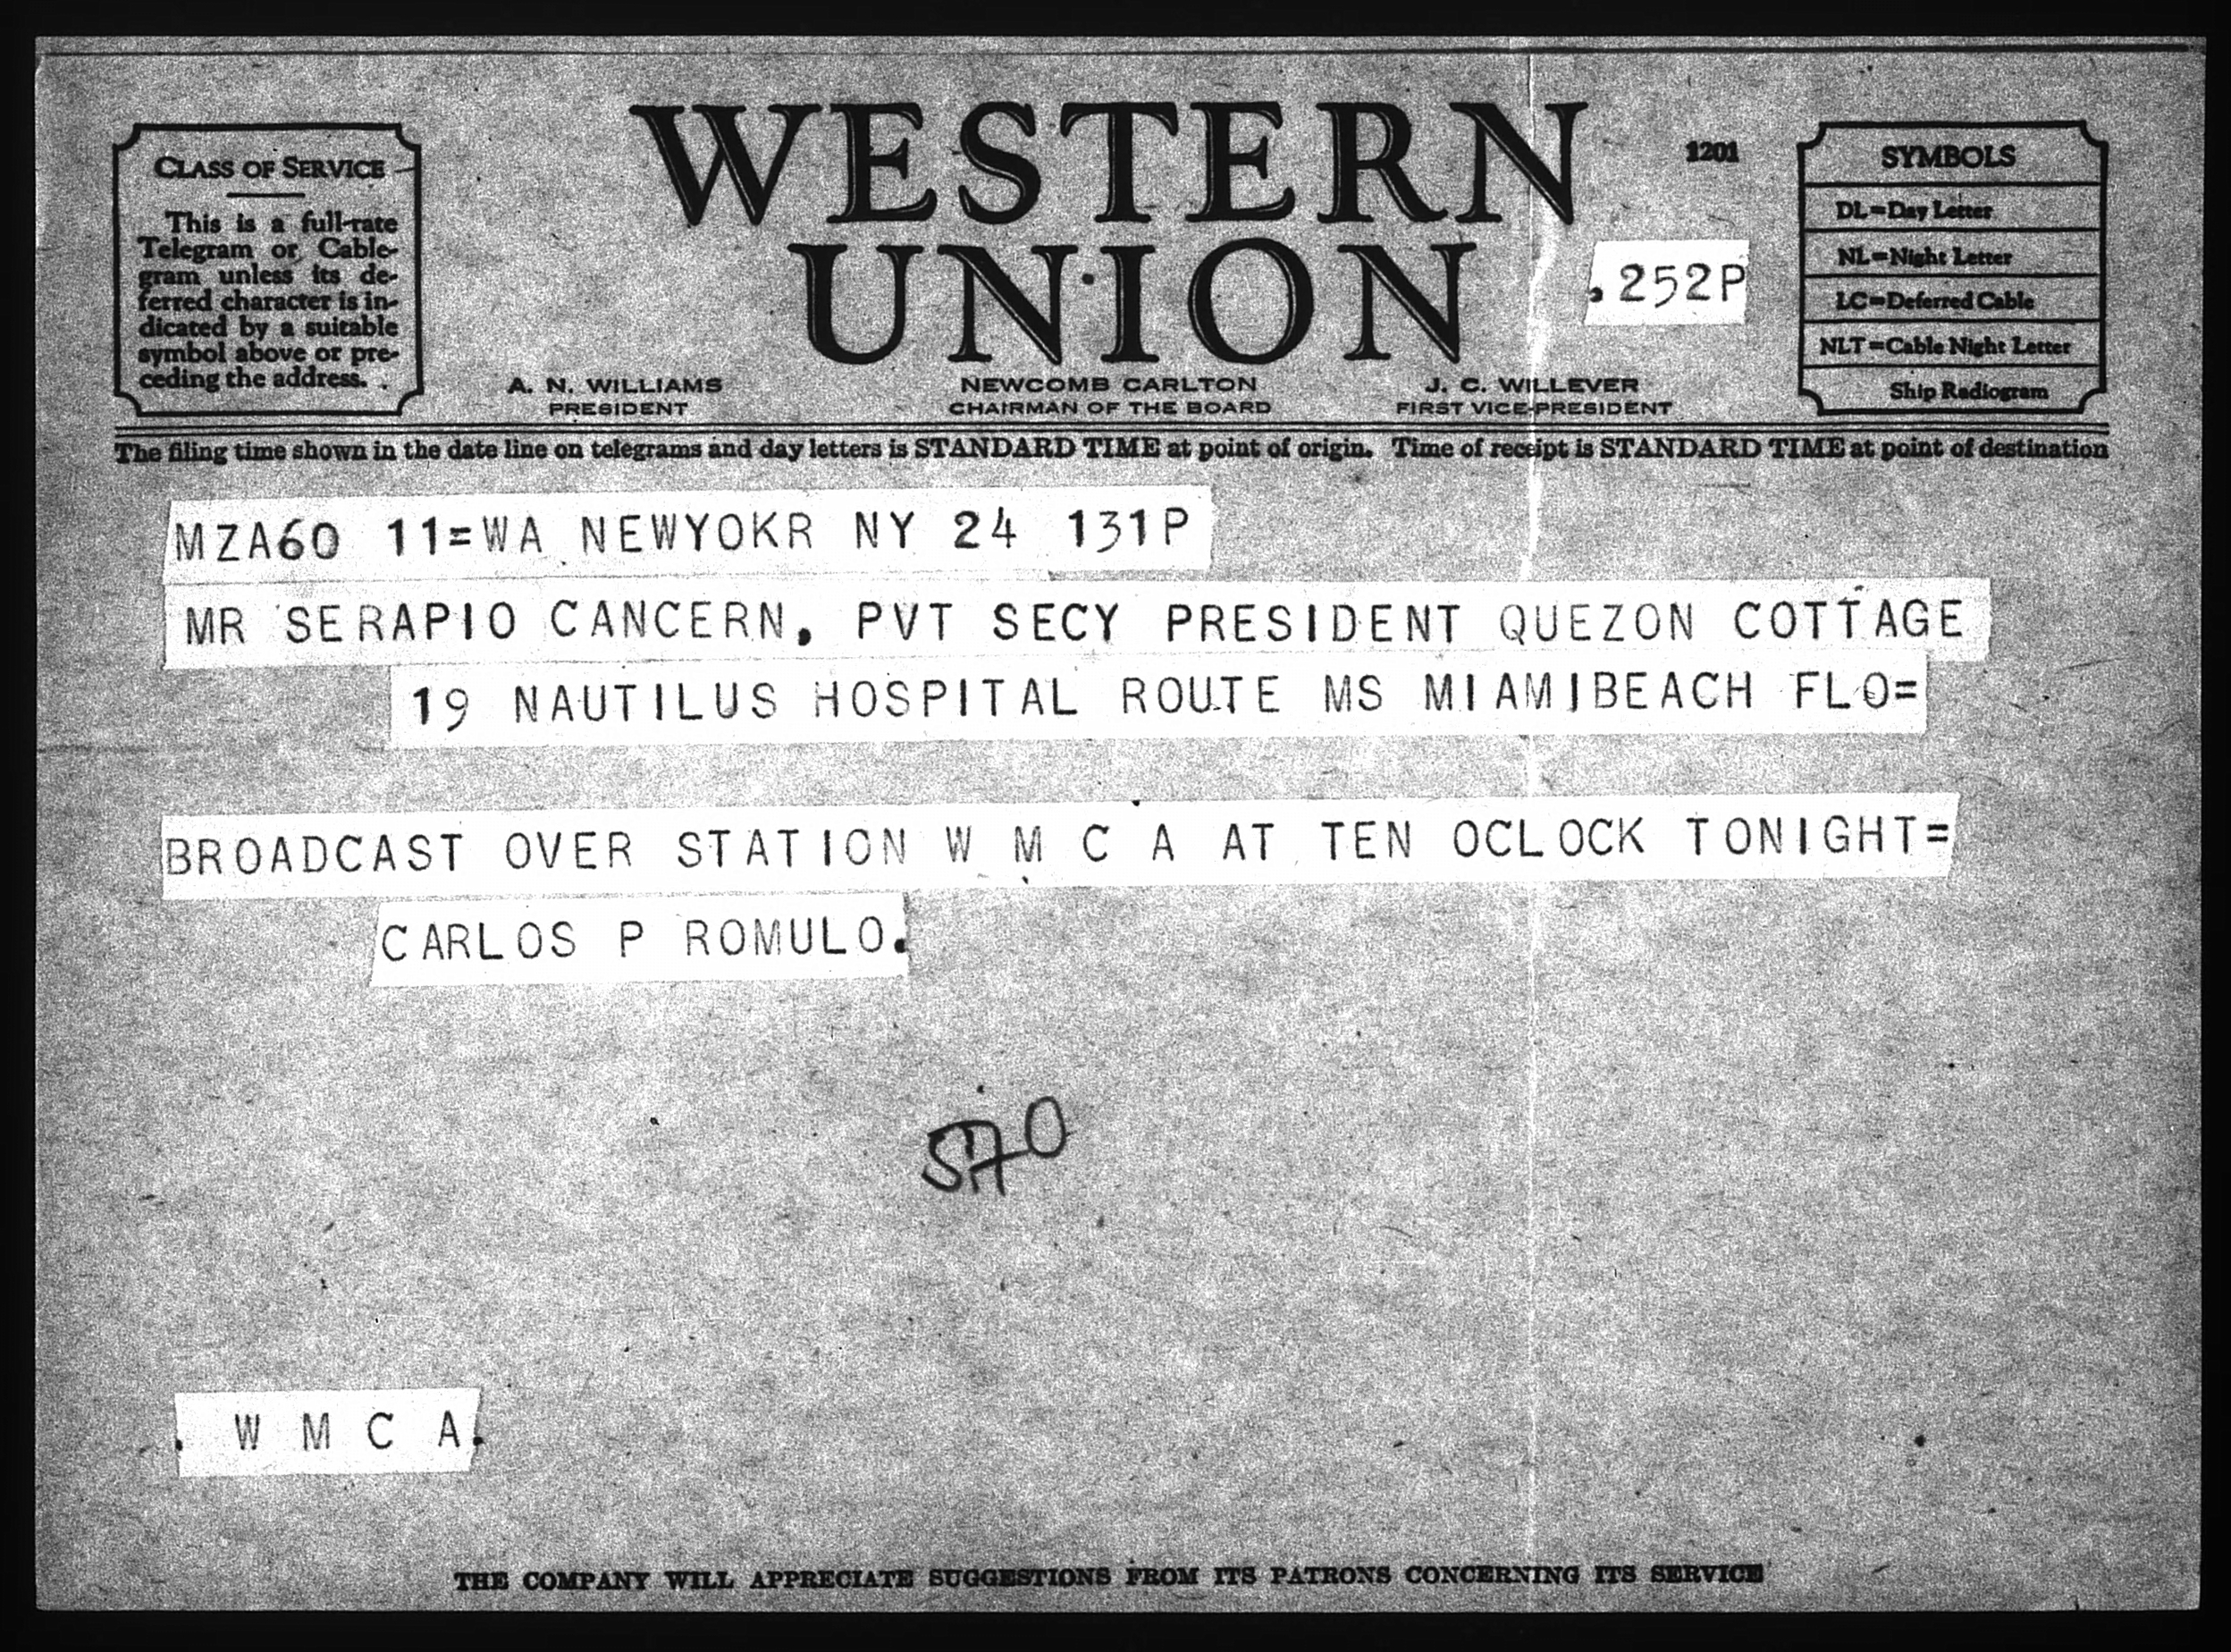 WESTERN
UNION
1201
CLASS OF SERVICE
This is a full-rate
Telegram or Cable-
gram unless its de-
ferred character is in-
dicated by a suitable
symbol above or pre-
ceding the address.
SYMBOLS
DL=Day Letter
NL=Night Letter
LC=Deferred Cable
NLT=Cable Night Letter
Ship Radiogram
.252P
A. N. WILLIAMS
PRESIDENT
NEWCOMB CARLTON
CHAIRMAN OF THE BOARD
J. C. WILLEVER
FIRST VICE-PRESIDENT
The filing time shown in the date line on telegrams and day letters is STANDARD TIME at point of origin. Time of receipt is STANDARD TIME at point of destination
MZA60 11=WA NEWYOKR NY 24 131P
MR SERAPIO CANCERN. PVT SECY PRESIDENT QUEZON COTTAGE
19 NAUTILUS HOSPITAL ROUTE MS MIAMIBEACH FLO=
BROADCAST OVER STATION W M C A AT TEN OCLOCK TONIGHT=
CARLOS P ROMULO.
. W M C A.
THE COMPANY WILL APPRECIATE SUGGESTIONS FROM ITS PATRONS CONCERNING ITS SERVICE